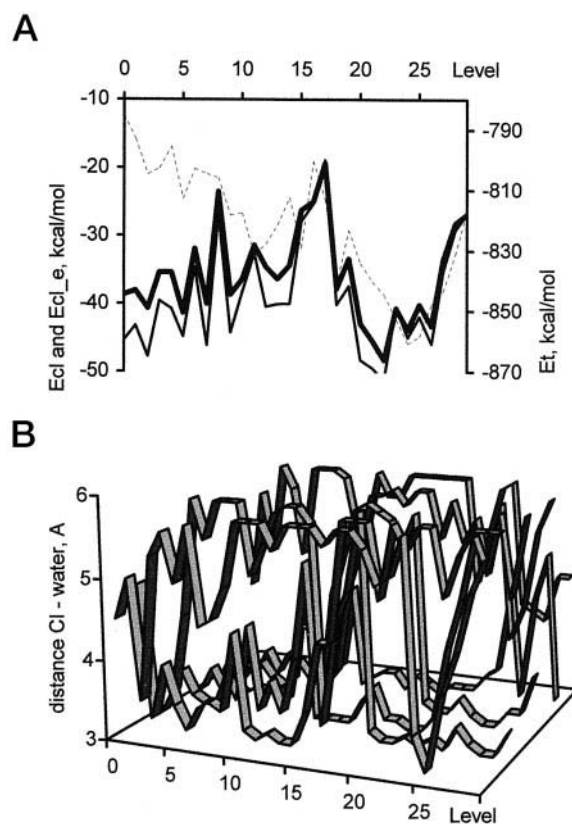 A
0 5 10 15 20 25 Level
-10
-20
-30
-40
-50
Ecl and Ecl_e, kcal/mol
-790
-810
-830
-850
-870
Et, kcal/mol
B
6
5
4
3
distance Cl - water, A
0 5 10 15 20 25 Level